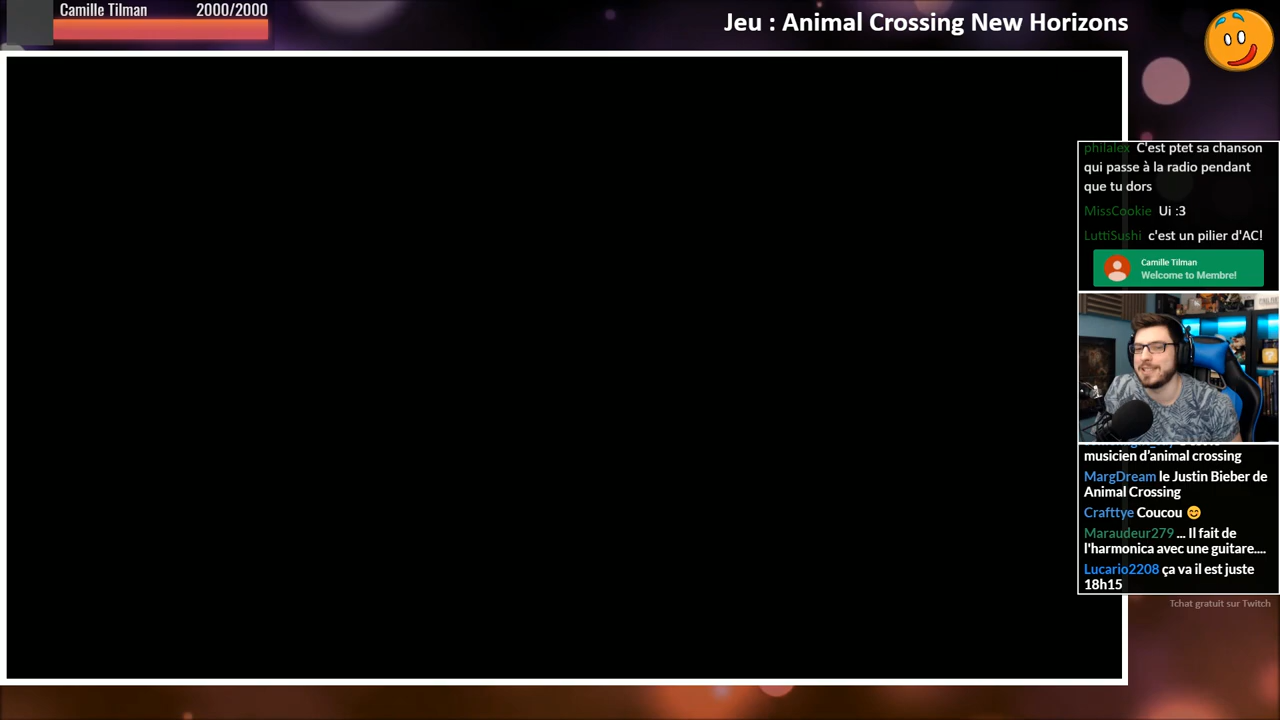 Camille Tilman 2000/2000
Jeu : Animal Crossing New Horizons
philalex C'est ptet sa chanson
qui passe à la radio pendant
que tu dors
MissCookie Ui :3
LuttiSushi c'est un pilier d'AC!
Camille Tilman
Welcome to Membre!
musicien d'animal crossing
MargDream le Justin Bieber de
Animal Crossing
Crafttye Coucou 😊
Maraudeur279 ... Il fait de
l'harmonica avec une guitare....
Lucario2208 ça va il est juste
18h15
Tchat gratuit sur Twitch